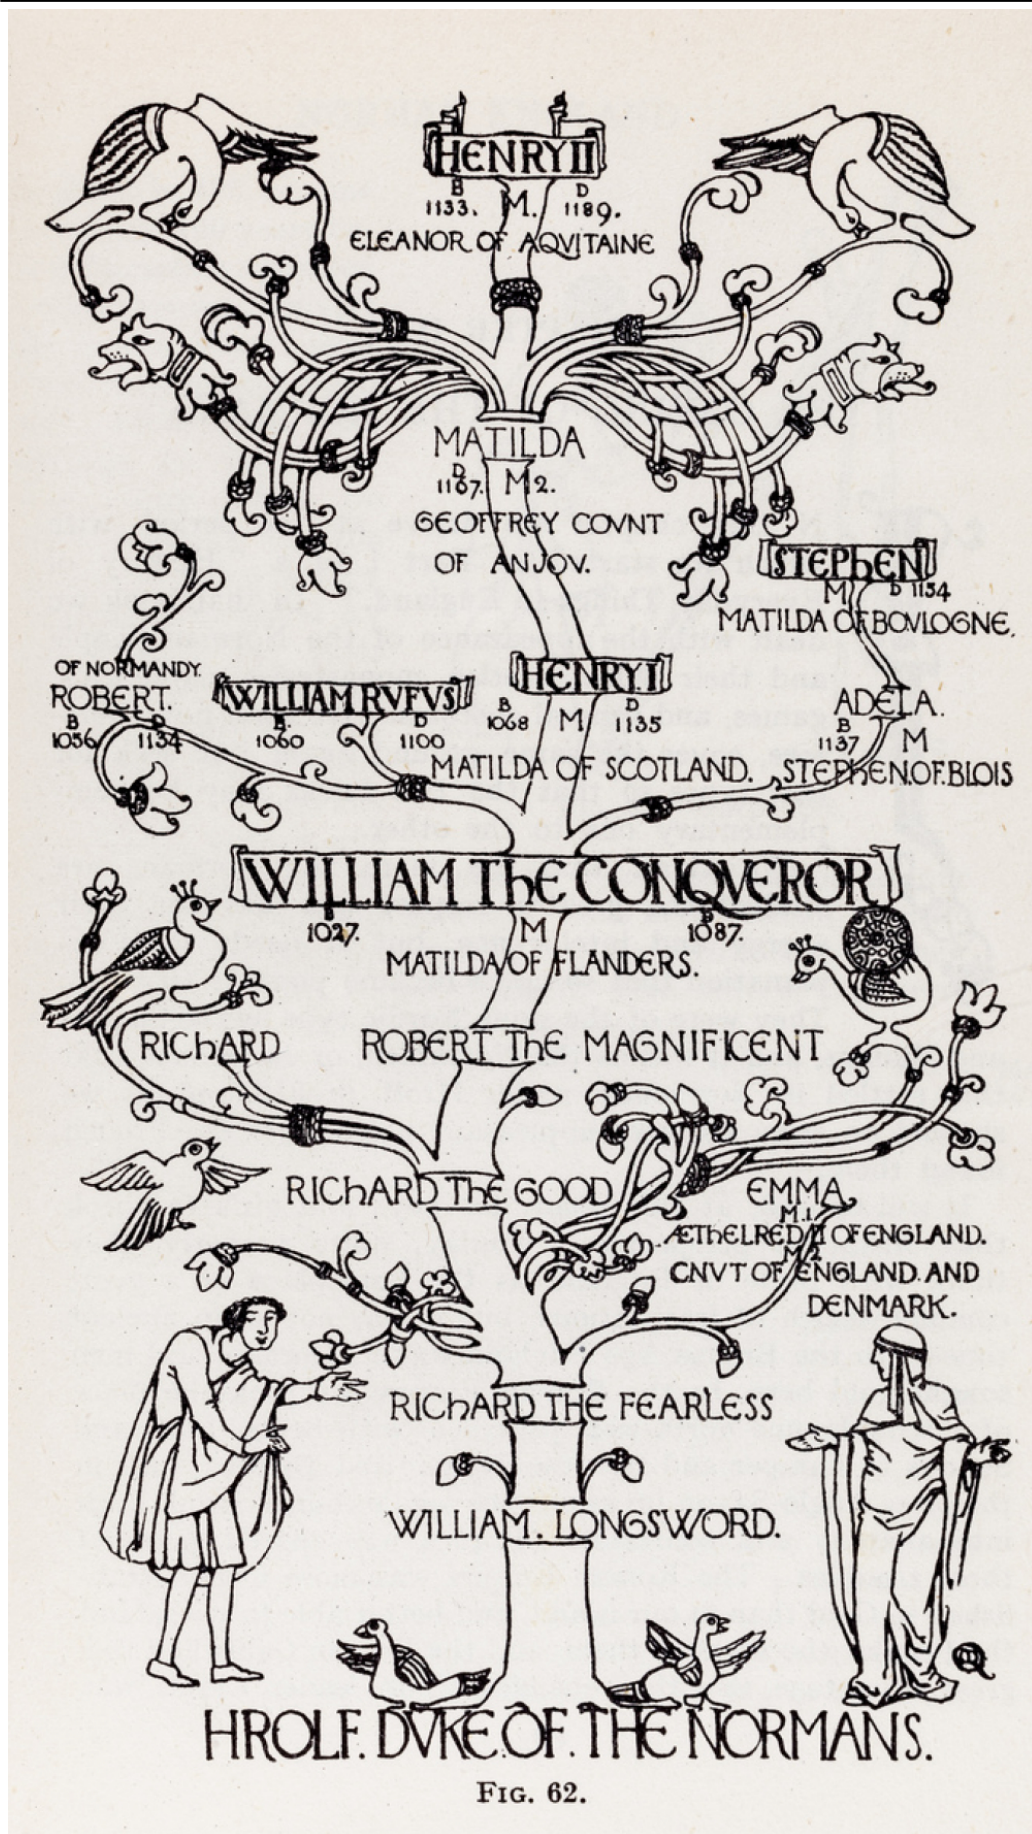 HENRY II
B D
1133. M. 1189.
ELEANOR OF AQVITAINE
MATILDA
D
1167. M2.
GEOFFREY COVNT
OF ANJOV.
STEPhEN
M D 1154
MATILDA OF BOVLOGNE.
OF NORMANDY.
ROBERT.
B D
1056 1134
WILLIAM RVFVS
B. D
1060 1100
HENRY.I
B D
1068 M 1135
MATILDA OF SCOTLAND.
ADELA.
B
1137 M
STEPhEN.OF.BLOIS
WILLIAM ThE CONQVEROR
B B
1027. M 1087.
MATILDA OF FLANDERS.
RIChARD
ROBERT ThE MAGNIFICENT
RIChARD ThE GOOD
EMMA
M.1
ÆThELRED II OF ENGLAND.
M.2
CNVT OF ENGLAND AND
DENMARK.
RIChARD THE FEARLESS
WILLIAM. LONGSWORD.
HROLF. DVKE.OF.THE NORMANS.
FIG. 62.